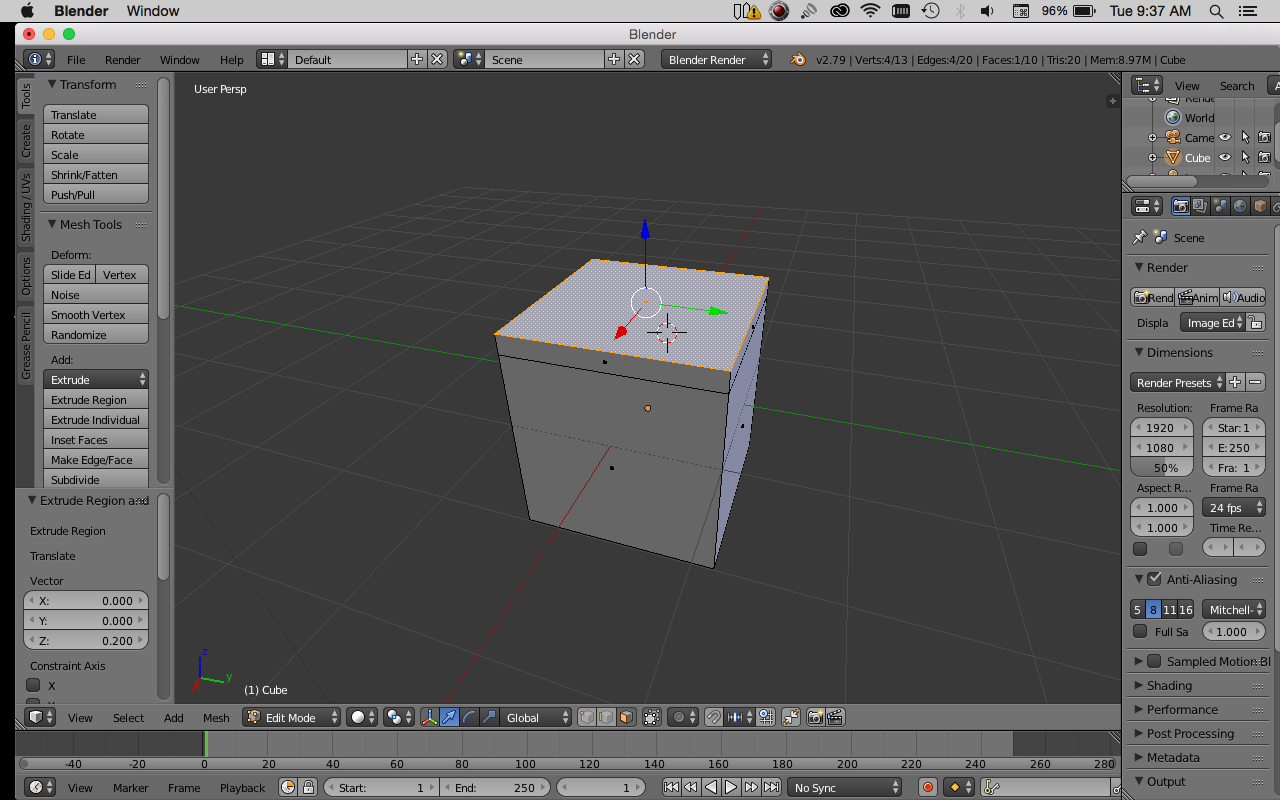 Blender Window 96% Tue 9:37 AM
Blender
File Render Window Help Default Scene Blender Render v2.79 | Verts:4/13 | Edges:4/20 | Faces:1/10 | Tris:20 | Mem:8.97M | Cube
Tools
Create
Shading / UVs
Options
Grease Pencil
Transform
Translate
Rotate
Scale
Shrink/Fatten
Push/Pull
Mesh Tools
Deform:
Slide Ed Vertex
Noise
Smooth Vertex
Randomize
Add:
Extrude
Extrude Region
Extrude Individual
Inset Faces
Make Edge/Face
Subdivide
Extrude Region and
Extrude Region
Translate
Vector
X: 0.000
Y: 0.000
Z: 0.200
Constraint Axis
X
User Persp
z
y
(1) Cube
View Select Add Mesh Edit Mode Global
-40 -20 0 20 40 60 80 100 120 140 160 180 200 220 240 260 280
View Marker Frame Playback Start: 1 End: 250 1 No Sync
View Search
World
Came
Cube
Scene
Render
Rend Anim Audio
Displa Image Ed
Dimensions
Render Presets
Resolution: Frame Ra
1920 Star: 1
1080 E: 250
50% Fra: 1
Aspect R... Frame Ra
1.000 24 fps
1.000 Time Re...
Anti-Aliasing
5 8 11 16 Mitchell-
Full Sa 1.000
Sampled Motion Bl
Shading
Performance
Post Processing
Metadata
Output